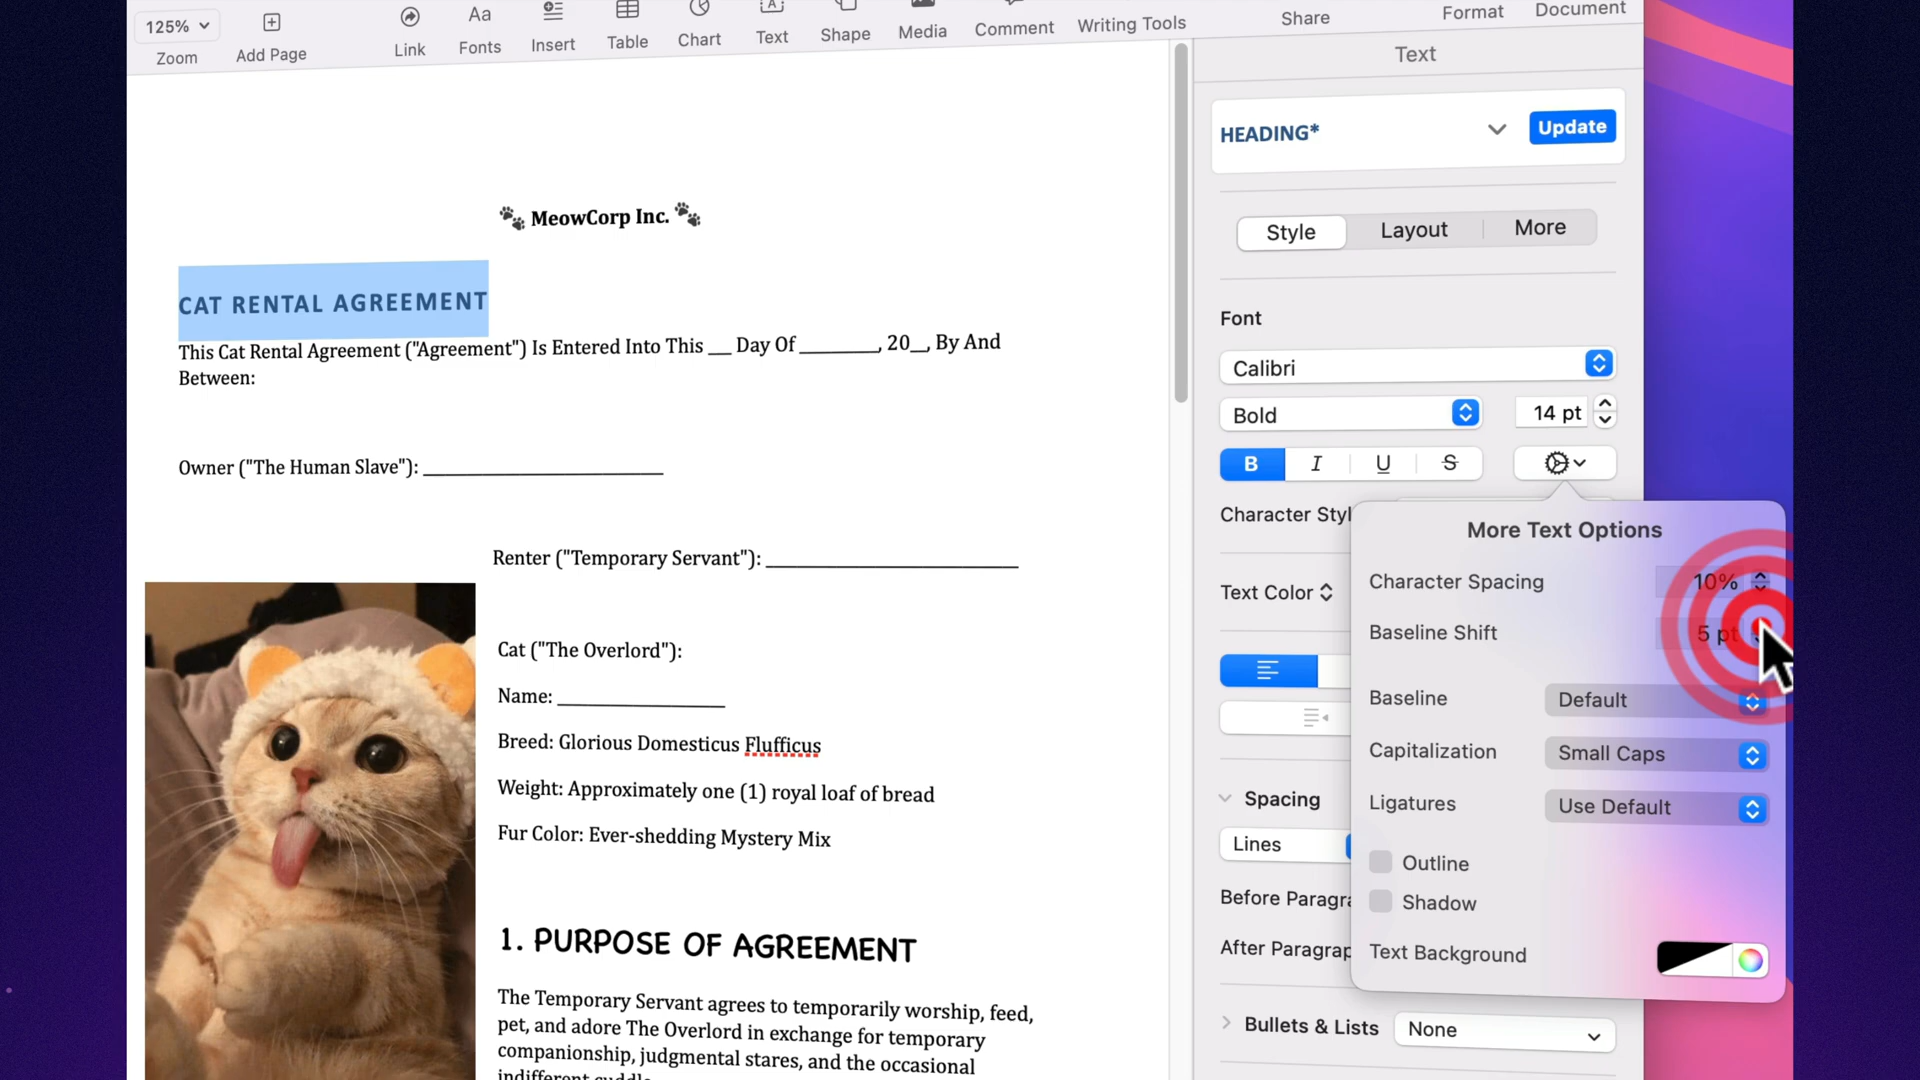 125%
Zoom
Add Page
Link
Aa
Fonts
Insert
Table
Chart
Text
Shape
Media
Comment
Writing Tools
Share
Format
Document
Text
HEADING*
Update
Style
Layout
More
Font
Calibri
Bold
14 pt
B
I
U
S
Character Styl
Text Color
Spacing
Lines
Before Paragra
After Paragrap
Bullets & Lists
None
More Text Options
Character Spacing
10%
Baseline Shift
5 pt
Baseline
Default
Capitalization
Small Caps
Ligatures
Use Default
Outline
Shadow
Text Background
MeowCorp Inc.
CAT RENTAL AGREEMENT
This Cat Rental Agreement ("Agreement") Is Entered Into This __ Day Of ________, 20__, By And
Between:
Owner ("The Human Slave"): ________________________
Renter ("Temporary Servant"): _________________________
Cat ("The Overlord"):
Name: _________________
Breed: Glorious Domesticus Flufficus
Weight: Approximately one (1) royal loaf of bread
Fur Color: Ever-shedding Mystery Mix
1. PURPOSE OF AGREEMENT
The Temporary Servant agrees to temporarily worship, feed,
pet, and adore The Overlord in exchange for temporary
companionship, judgmental stares, and the occasional